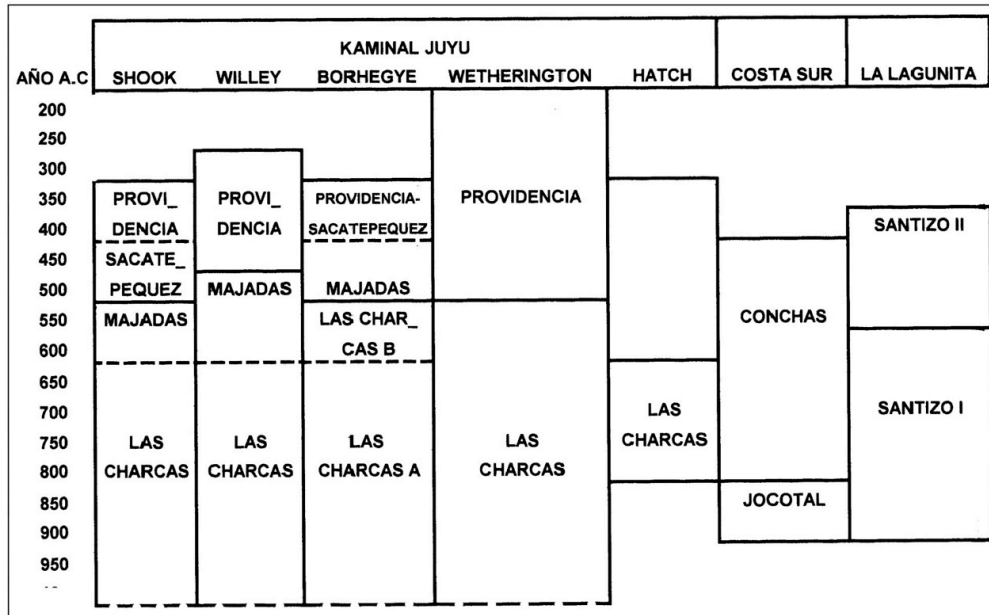 KAMINAL JUYU
AÑO A.C SHOOK WILLEY BORHEGYE WETHERINGTON HATCH COSTA SUR LA LAGUNITA
200
250
300
350 PROVI_ PROVI_ PROVIDENCIA- PROVIDENCIA
400 DENCIA DENCIA SACATEPEQUEZ SANTIZO II
450 SACATE_
500 PEQUEZ MAJADAS MAJADAS
550 MAJADAS LAS CHAR_ CONCHAS
600 CAS B
650
700 LAS SANTIZO I
750 LAS LAS LAS LAS CHARCAS
800 CHARCAS CHARCAS CHARCAS A CHARCAS
850 JOCOTAL
900
950